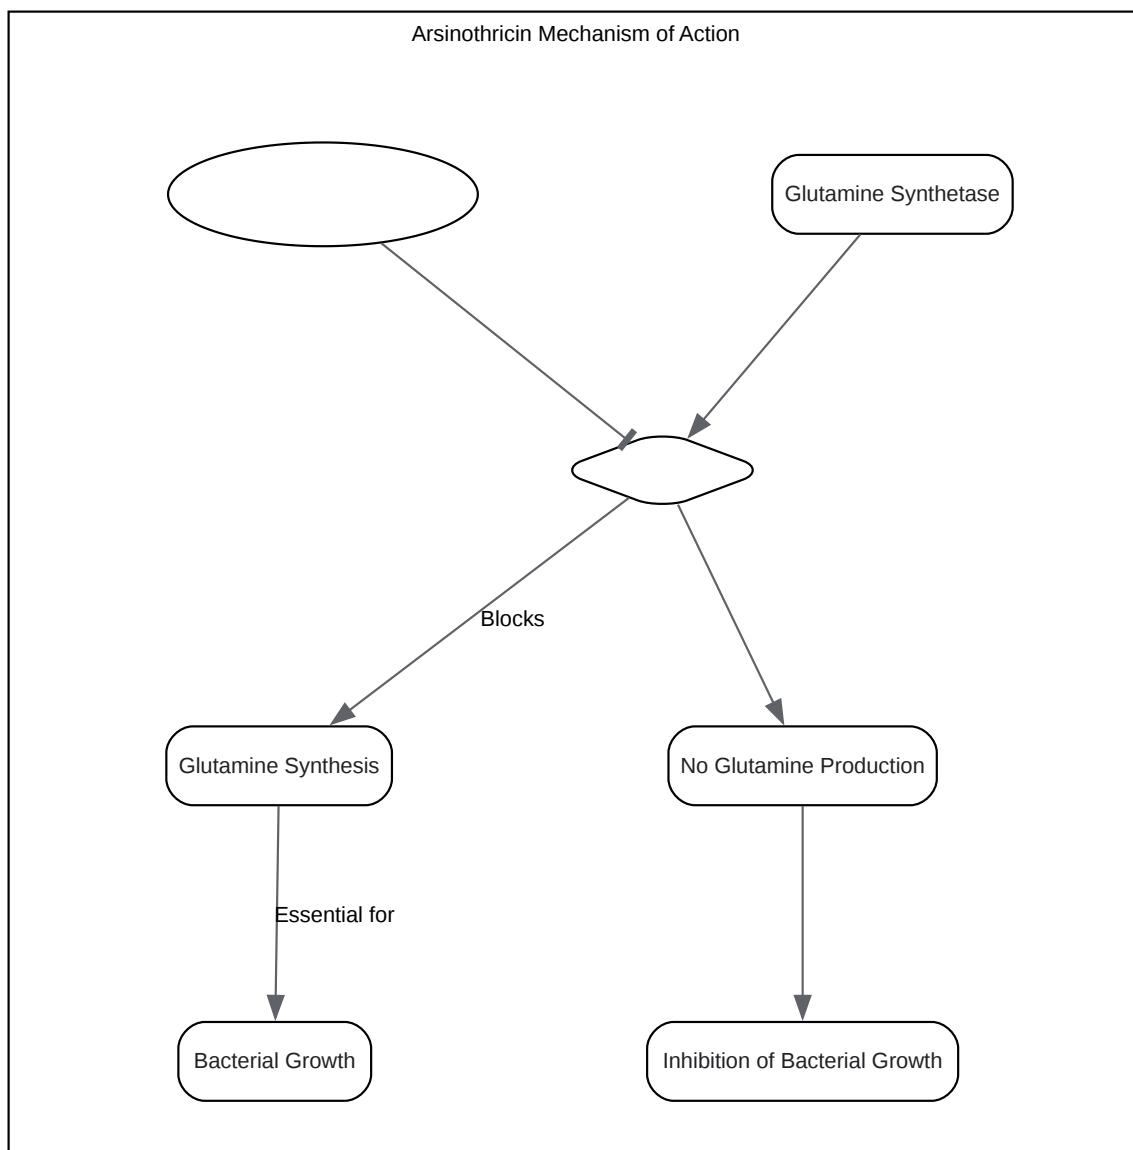 Arsinothricin Mechanism of Action
Glutamine Synthetase
Blocks
Glutamine Synthesis
No Glutamine Production
Essential for
Bacterial Growth
Inhibition of Bacterial Growth